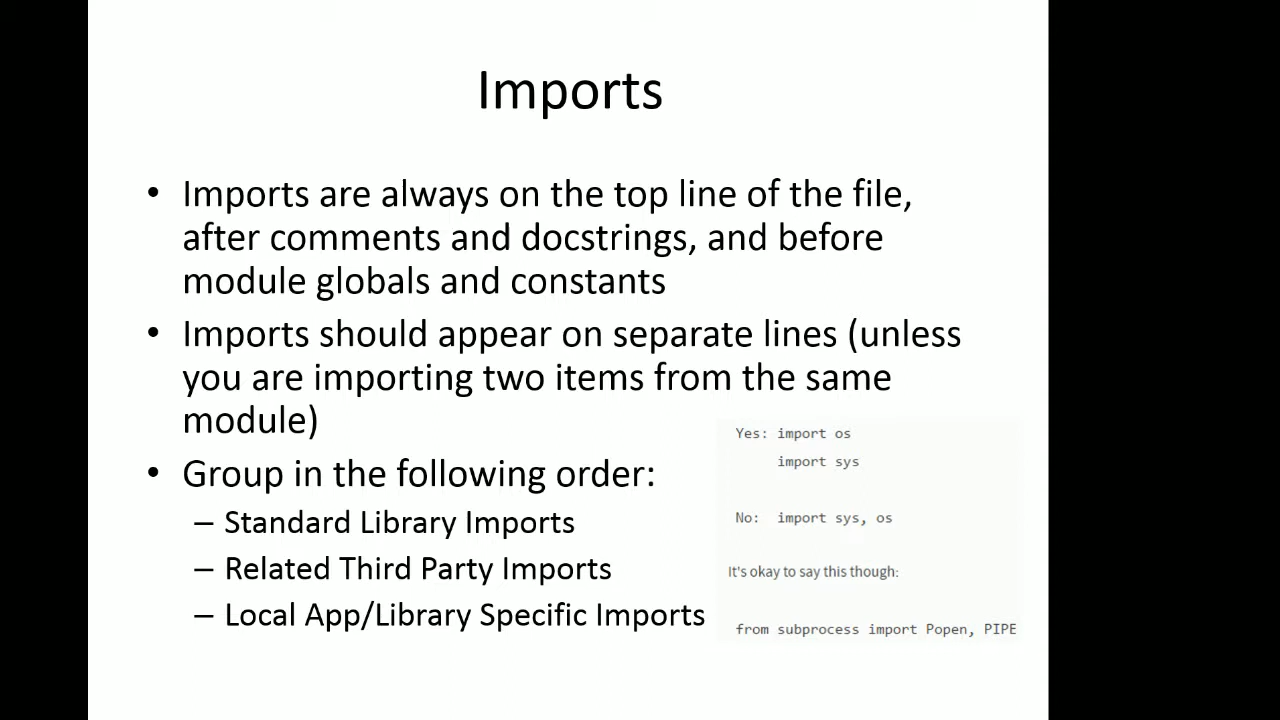 Imports
• Imports are always on the top line of the file,
after comments and docstrings, and before
module globals and constants
• Imports should appear on separate lines (unless
you are importing two items from the same
module)
• Group in the following order:
– Standard Library Imports
– Related Third Party Imports
– Local App/Library Specific Imports
Yes: import os
import sys
No: import sys, os
It's okay to say this though:
from subprocess import Popen, PIPE